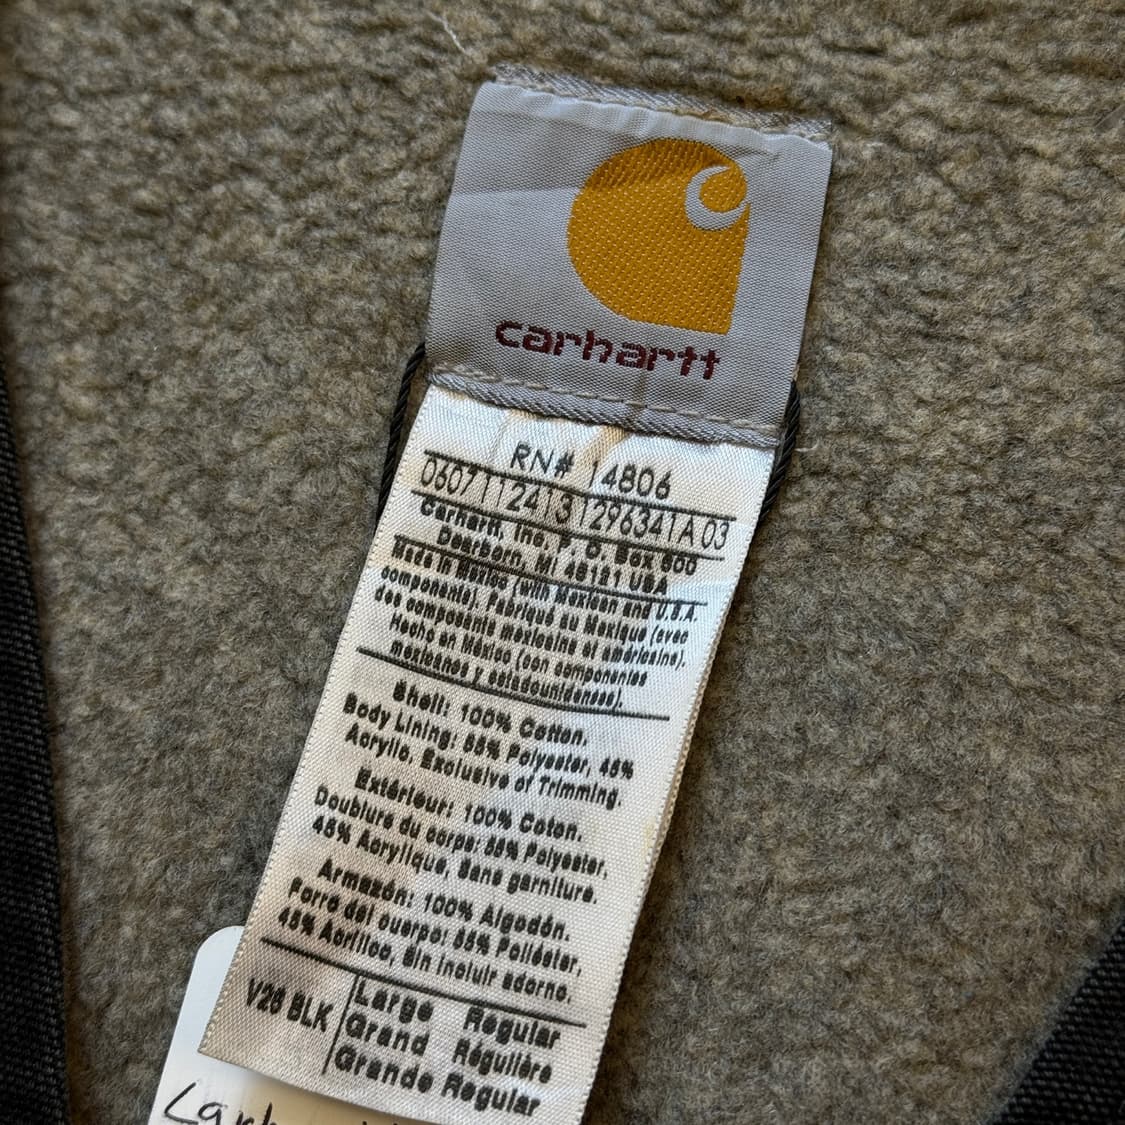 carhartt
RN# 14806
0607112413 1296341A 03
Carhartt, Inc. P. O. Box 600
Dearborn, MI 48121 USA
Made in Mexico (with Mexican and U.S.A.
components). Fabriqué au Mexique (avec
des composants mexicains et américains).
Hecho en México (con componentes
mexicanos y estadounidenses).
Shell: 100% Cotton.
Body Lining: 55% Polyester, 45%
Acrylic, Exclusive of Trimming.
Extérieur: 100% Coton.
Doublure du corps: 55% Polyester,
45% Acrylique, Sans garniture.
Armazón: 100% Algodón.
Forro del cuerpo: 55% Poliéster,
45% Acrílico, Sin incluir adorno.
V26 BLK Large Regular
Grand Régulière
Grande Regular